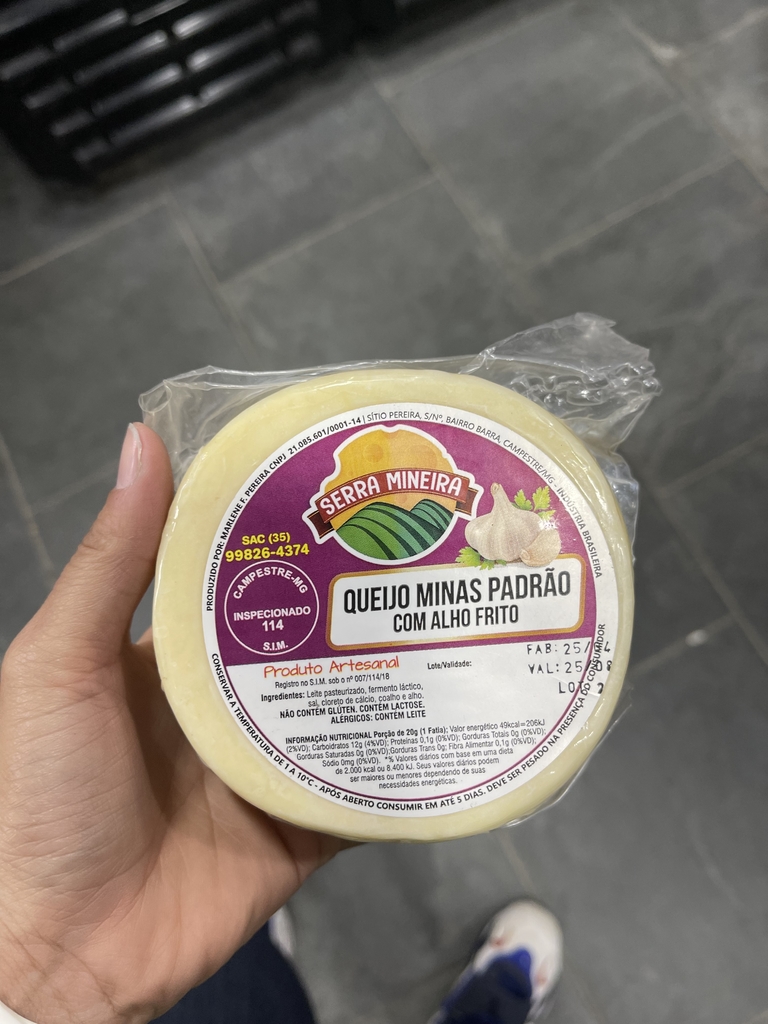 PRODUZIDO POR: MARLENE F. PEREIRA CNPJ 21.085.601/0001-14 | SÍTIO PEREIRA, S/Nº, BAIRRO BARRA, CAMPESTRE/MG - INDÚSTRIA BRASILEIRA
SERRA MINEIRA
SAC (35)
99826-4374
CAMPESTRE-MG
INSPECIONADO
114
S.I.M.
QUEIJO MINAS PADRÃO
COM ALHO FRITO
Produto Artesanal
Registro no S.I.M. sob o nº 007/114/18
Lote/Validade:
FAB: 25/
VAL: 25/
LOT
Ingredientes: Leite pasteurizado, fermento láctico,
sal, cloreto de cálcio, coalho e alho.
NÃO CONTÉM GLÚTEN. CONTÉM LACTOSE.
ALÉRGICOS: CONTÉM LEITE
INFORMAÇÃO NUTRICIONAL Porção de 20g (1 Fatia); Valor energético 49kcal=206kJ
(2%VD); Carboidratos 12g (4%VD); Proteínas 0,1g (0%VD); Gorduras Totais 0g (0%VD);
Gorduras Saturadas 0g (0%VD);Gorduras Trans 0g; Fibra Alimentar 0,1g (0%VD);
Sódio 0mg (0%VD). *% Valores diários com base em uma dieta
de 2.000 kcal ou 8.400 kJ. Seus valores diários podem
ser maiores ou menores dependendo de suas
necessidades energéticas.
CONSERVAR A TEMPERATURA DE 1 A 10°C - APÓS ABERTO CONSUMIR EM ATÉ 5 DIAS. DEVE SER PESADO NA PRESENÇA DO CONSUMIDOR